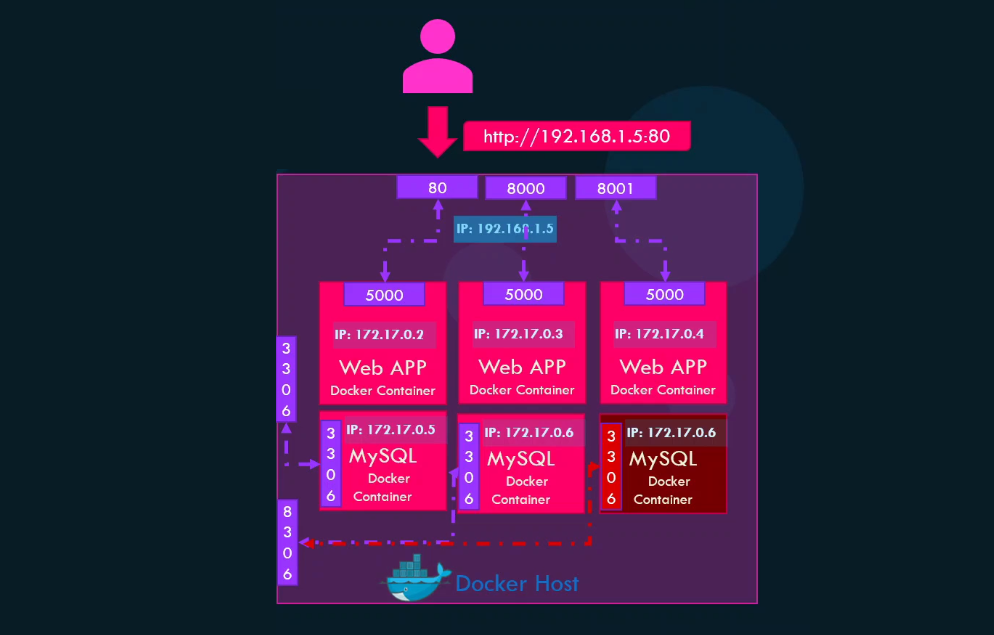 http://192.168.1.5:80
80
8000
8001
IP: 192.168.1.5
5000
5000
5000
IP: 172.17.0.2
IP: 172.17.0.3
IP: 172.17.0.4
Web APP
Docker Container
Web APP
Docker Container
Web APP
Docker Container
3306
3306
IP: 172.17.0.5
MySQL
Docker
Container
3306
IP: 172.17.0.6
MySQL
Docker
Container
3306
IP: 172.17.0.6
MySQL
Docker
Container
8306
Docker Host